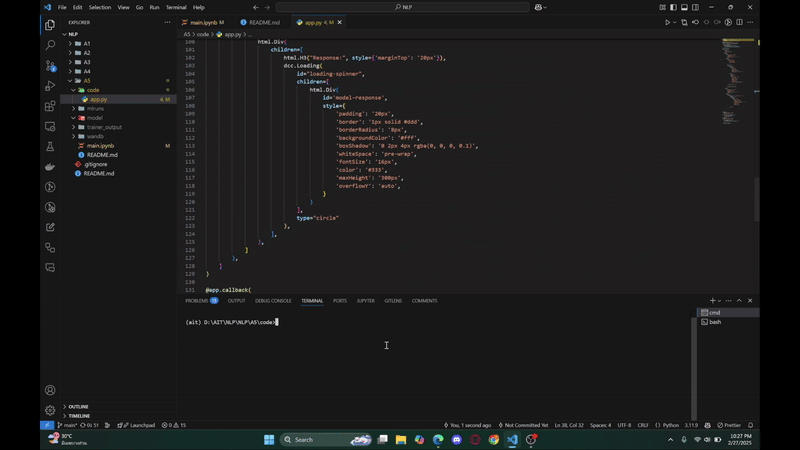 File Edit Selection View Go Run Terminal Help
NLP
EXPLORER
main.ipynb M
README.md
app.py 4, M
A5 > code > app.py > ...
NLP
A1
A2
A3
A4
A5
code
app.py 4, M
mlruns
model
trainer_output
wandb
main.ipynb M
README.md
.gitignore
README.md
100 html.Div(
101 children=[
102 html.H3("Response:", style={'marginTop': '20px'}),
103 dcc.Loading(
104 id="loading-spinner",
105 children=[
106 html.Div(
107 id='model-response',
108 style={
109 'padding': '20px',
110 'border': '1px solid #ddd',
111 'borderRadius': '8px',
112 'backgroundColor': '#fff',
113 'boxShadow': '0 2px 4px rgba(0, 0, 0, 0.1)',
114 'whiteSpace': 'pre-wrap',
115 'fontSize': '16px',
116 'color': '#333',
117 'maxHeight': '300px',
118 'overflowY': 'auto',
119 }
120 )
121 ],
122 type="circle"
123 ),
124 ],
125 ),
126 ]
127 ),
128 ]
129 )
130
131 @app.callback(
PROBLEMS 15 OUTPUT DEBUG CONSOLE TERMINAL PORTS JUPYTER GITLENS COMMENTS
(ait) D:\AIT\NLP\NLP\A5\code>
cmd
bash
OUTLINE
TIMELINE
main* 0↓ 5↑ Launchpad 0 15
You, 1 second ago Not Committed Yet Ln 38, Col 32 Spaces: 4 UTF-8 CRLF Python 3.11.9 Prettier
30°C
Search
10:27 PM
2/27/2025